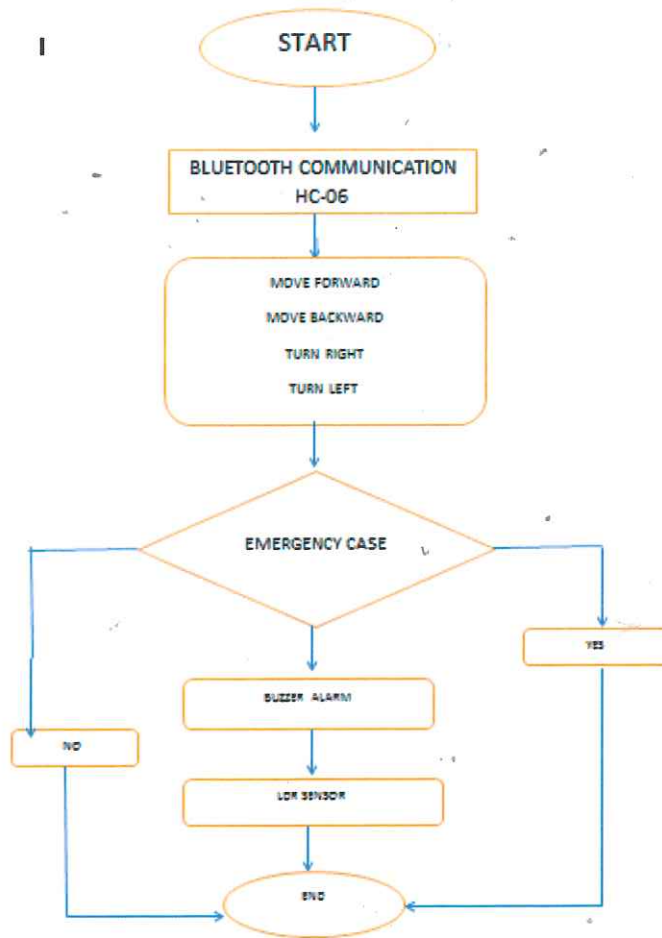 START
BLUETOOTH COMMUNICATION
HC-06
MOVE FORWARD
MOVE BACKWARD
TURN RIGHT
TURN LEFT
EMERGENCY CASE
YES
BUZZER ALARM
NO
LDR SENSOR
END